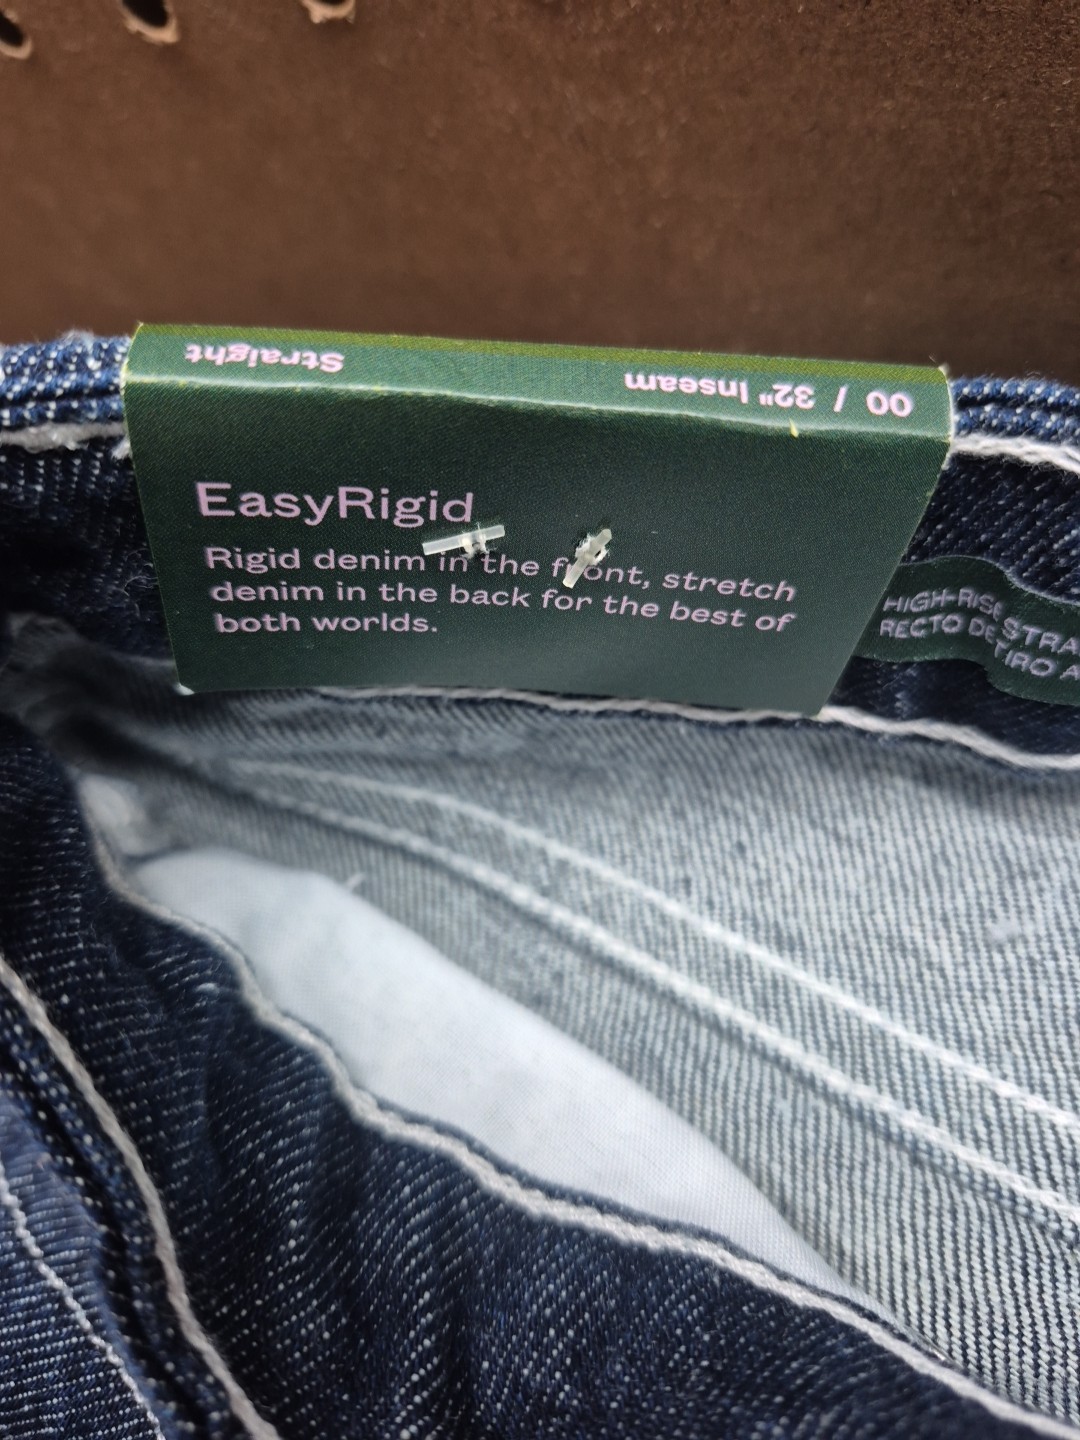 Straight
00 / 32" Inseam
EasyRigid
Rigid denim in the front, stretch
denim in the back for the best of
both worlds.
HIGH-RISE
RECTO DE TIRO